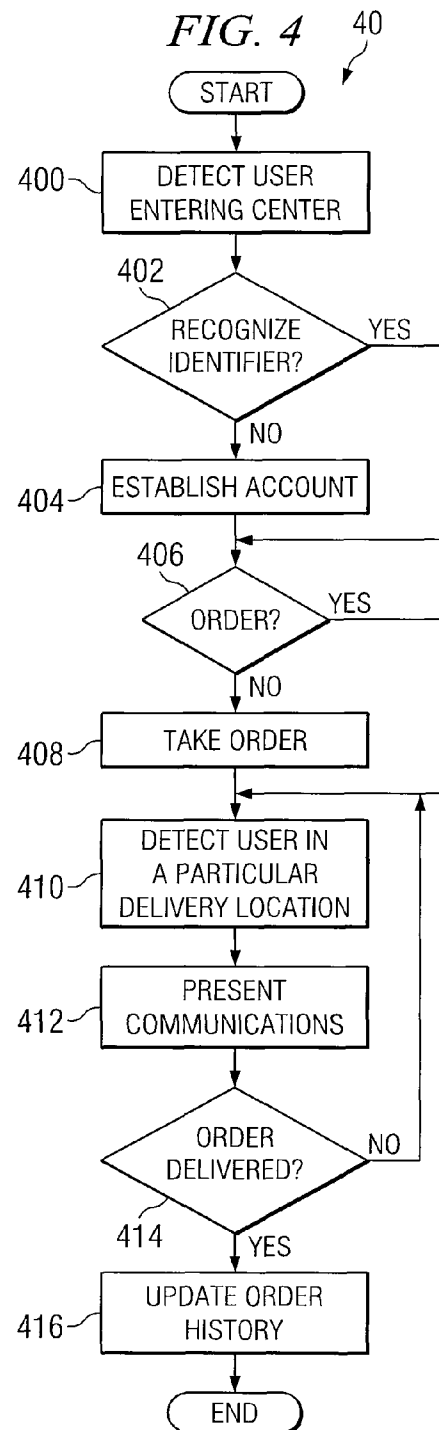 FIG. 4
40
START
400
DETECT USER
ENTERING CENTER
402
RECOGNIZE
IDENTIFIER?
YES
NO
404
ESTABLISH ACCOUNT
406
ORDER?
YES
NO
408
TAKE ORDER
410
DETECT USER IN
A PARTICULAR
DELIVERY LOCATION
412
PRESENT
COMMUNICATIONS
ORDER
DELIVERED?
NO
414
YES
416
UPDATE ORDER
HISTORY
END